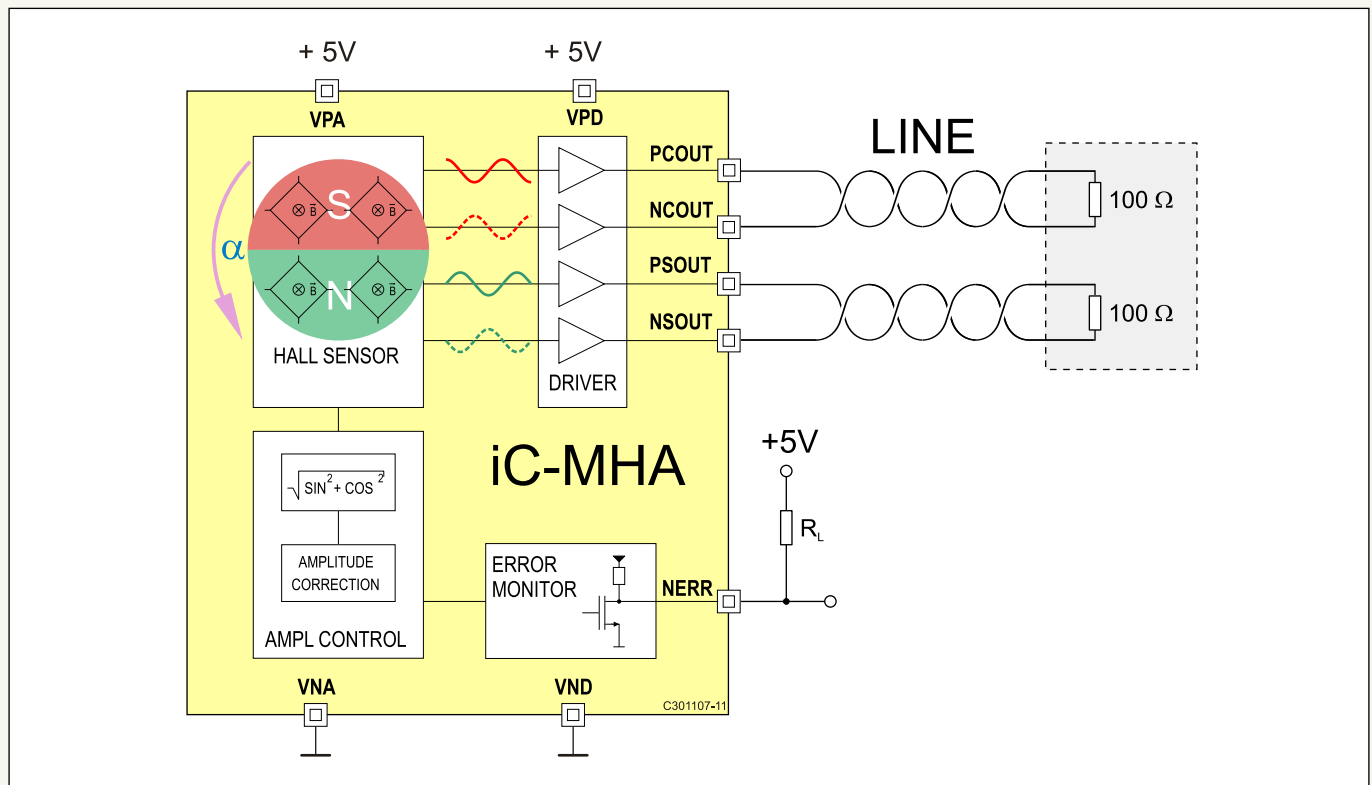 + 5V
+ 5V
VPA
VPD
LINE
PCOUT
NCOUT
PSOUT
NSOUT
S
N
B
B
B
B
α
HALL SENSOR
DRIVER
100 Ω
100 Ω
iC-MHA
√SIN² + COS²
AMPLITUDE
CORRECTION
AMPL CONTROL
ERROR
MONITOR
NERR
+5V
R_L
VNA
VND
C301107-11